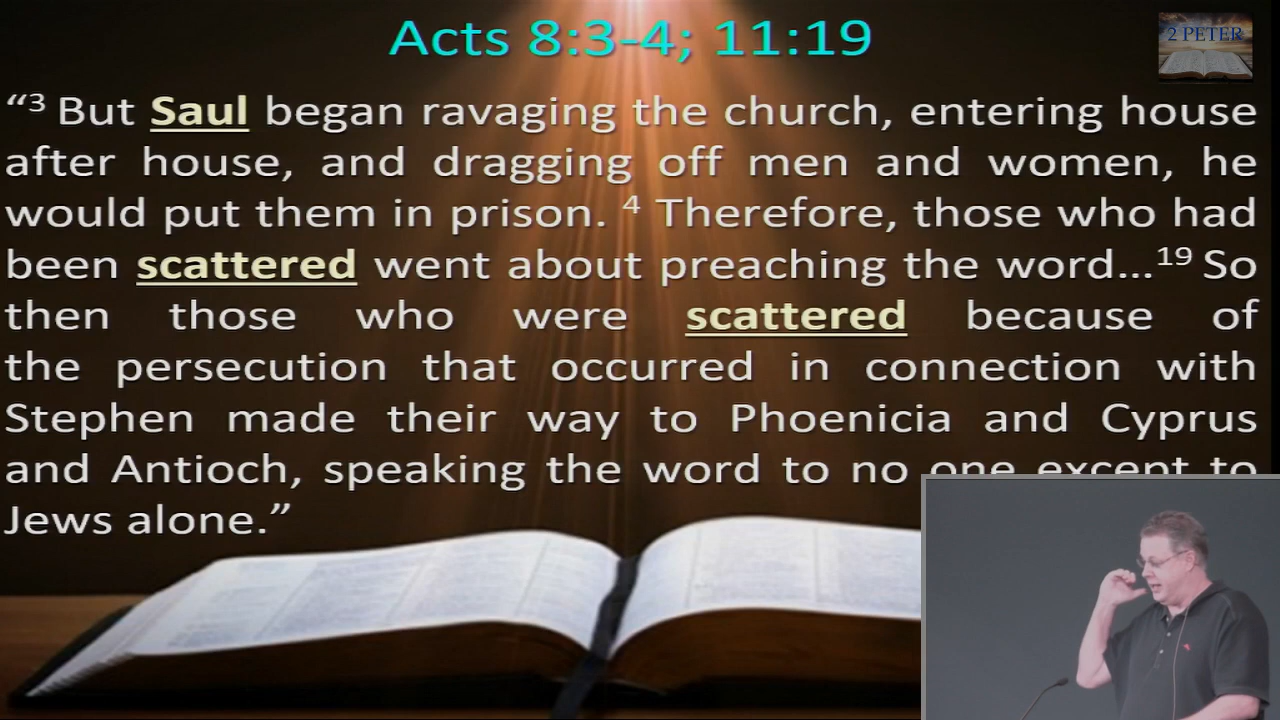 Acts 8:3-4; 11:19
2 PETER
“3 But Saul began ravaging the church, entering house
after house, and dragging off men and women, he
would put them in prison. 4 Therefore, those who had
been scattered went about preaching the word…19 So
then those who were scattered because of
the persecution that occurred in connection with
Stephen made their way to Phoenicia and Cyprus
and Antioch, speaking the word to no one except to
Jews alone.”